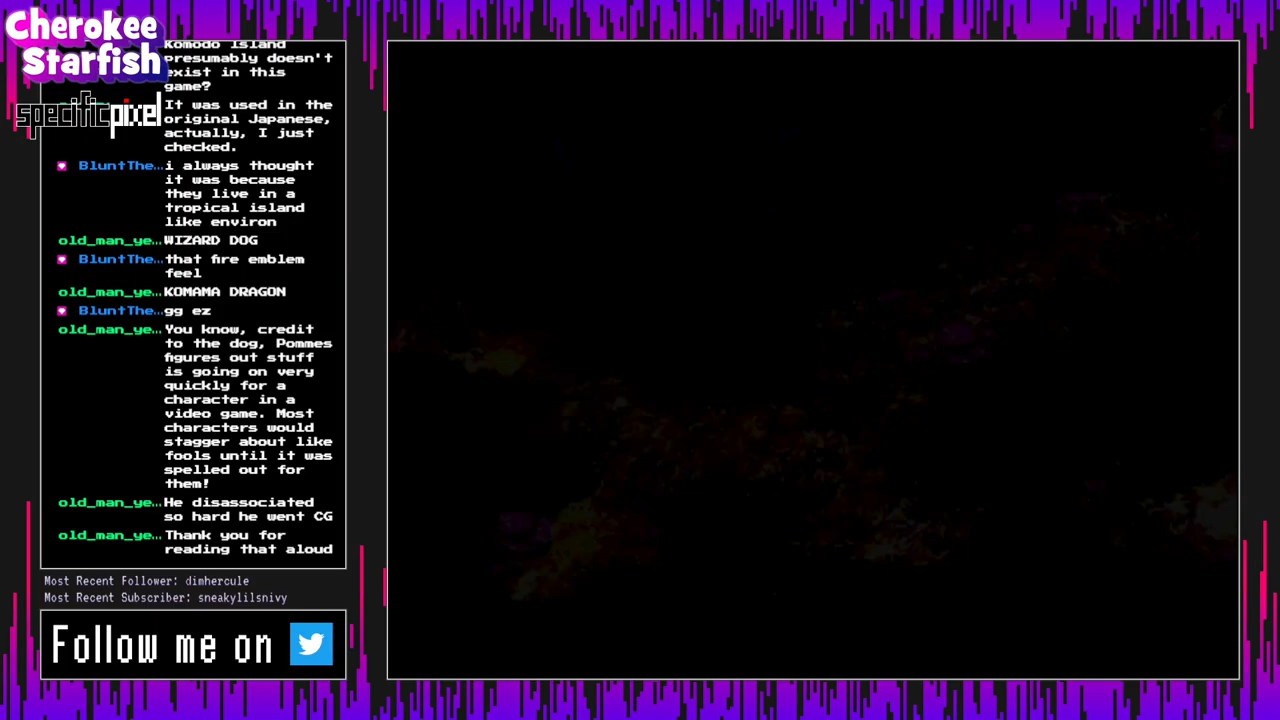 Cherokee
Starfish
specificpixel
Komodo Island
presumably doesn't
exist in this
game?
It was used in the
original Japanese,
actually, I just
checked.
BluntThe… i always thought
it was because
they live in a
tropical island
like environ
old_man_ye… WIZARD DOG
BluntThe… that fire emblem
feel
old_man_ye… KOMAMA DRAGON
BluntThe… gg ez
old_man_ye… You know, credit
to the dog, Pommes
figures out stuff
is going on very
quickly for a
character in a
video game. Most
characters would
stagger about like
fools until it was
spelled out for
them!
old_man_ye… He disassociated
so hard he went CG
old_man_ye… Thank you for
reading that aloud
Most Recent Follower: dimhercule
Most Recent Subscriber: sneakylilsnivy
Follow me on